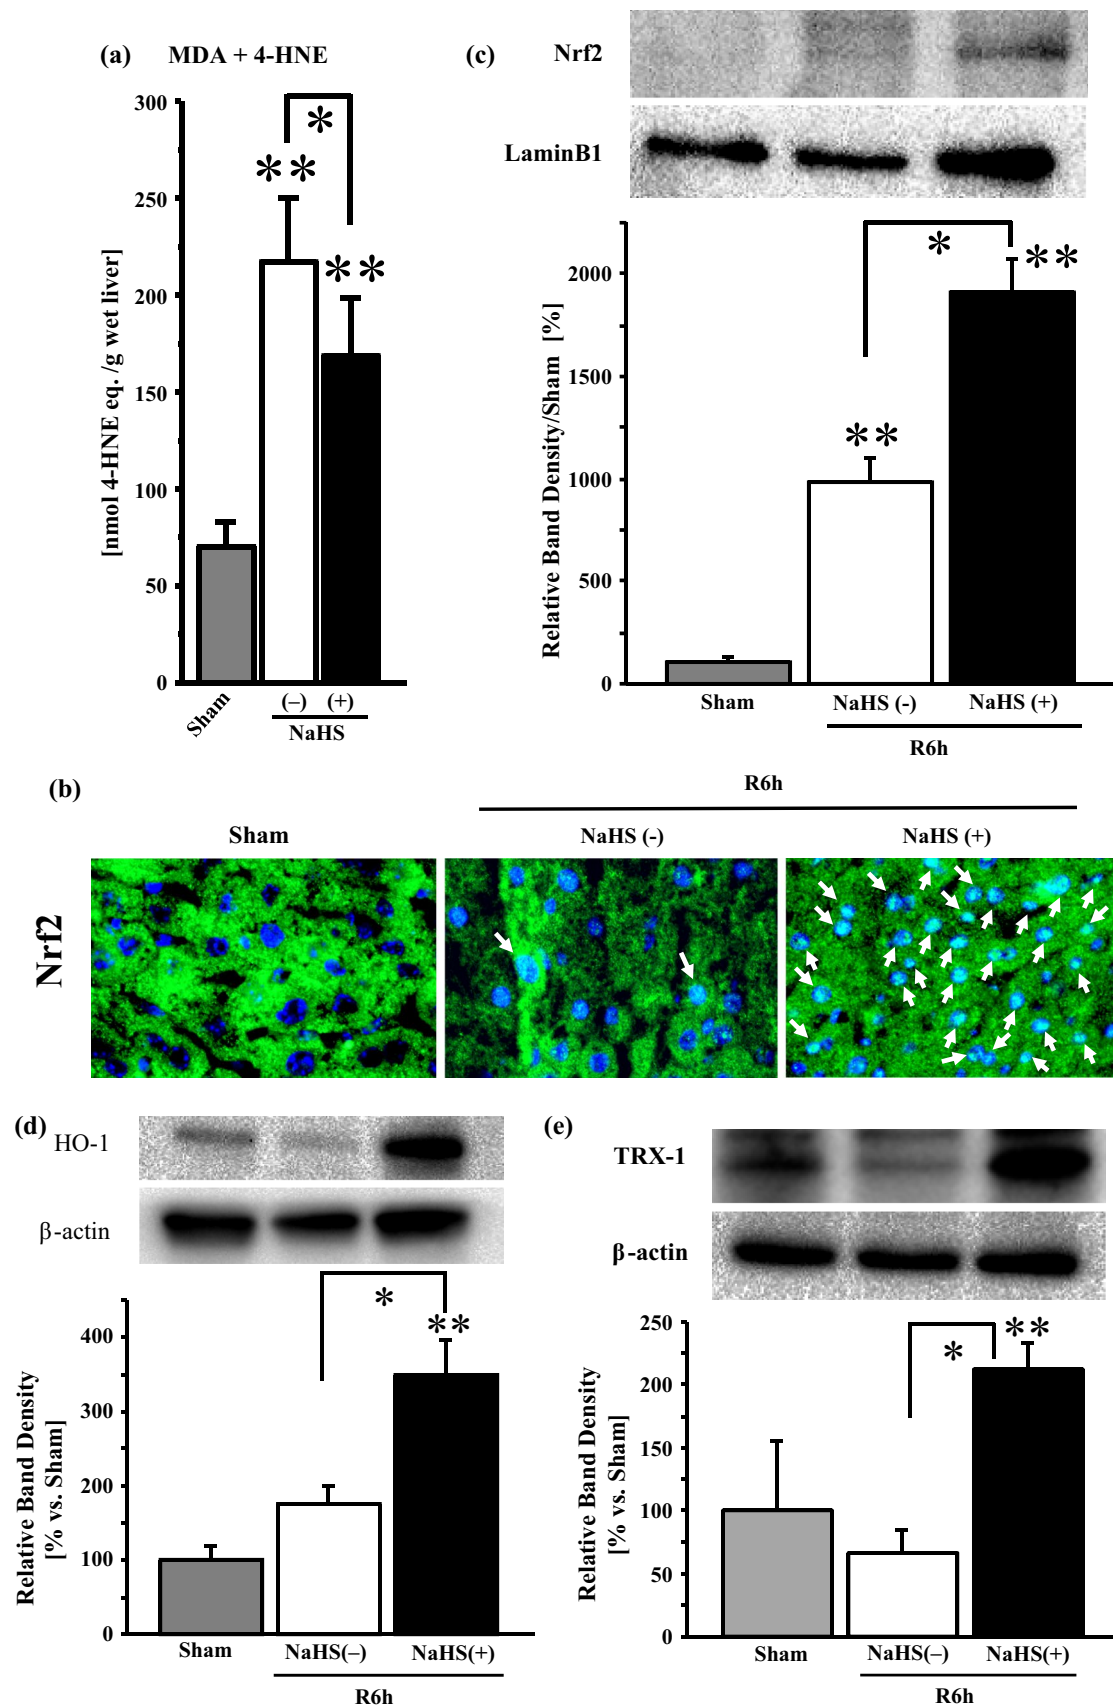 (a) MDA + 4-HNE
[nmol 4-HNE eq. /g wet liver]
300
250
200
150
100
50
0
*
**
**
Sham
(–) (+)
NaHS
(c)
Nrf2
LaminB1
Relative Band Density/Sham [%]
2000
1500
1000
500
0
*
**
**
Sham
NaHS (-)
NaHS (+)
R6h
(b)
R6h
Sham
NaHS (-)
NaHS (+)
Nrf2
(d)
HO-1
β-actin
Relative Band Density
[% vs. Sham]
400
300
200
100
0
*
**
Sham
NaHS(–)
NaHS(+)
R6h
(e)
TRX-1
β-actin
Relative Band Density
[% vs. Sham]
250
200
150
100
50
0
*
**
Sham
NaHS(–)
NaHS(+)
R6h